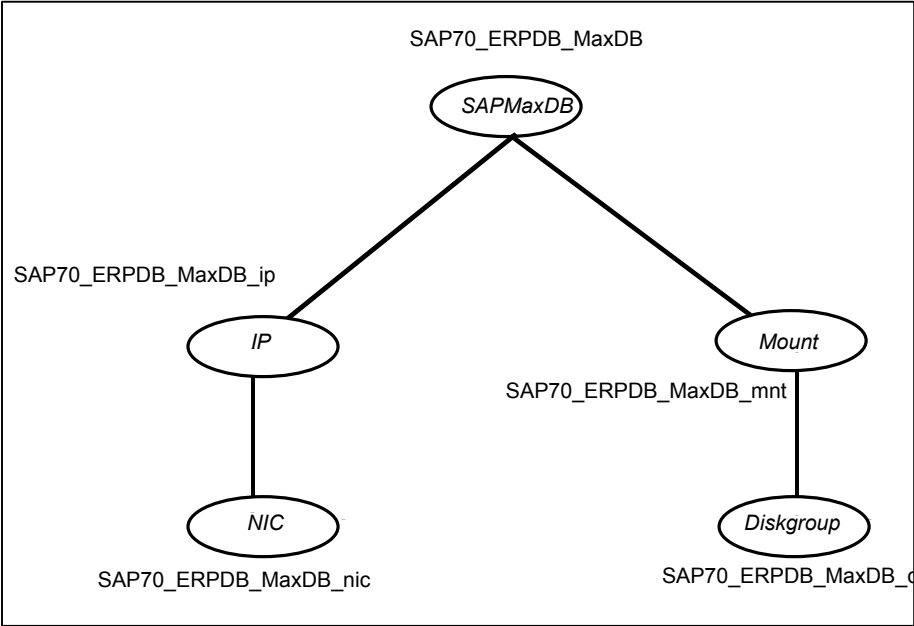 SAP70_ERPDB_MaxDB
SAPMaxDB
SAP70_ERPDB_MaxDB_ip
IP
Mount
SAP70_ERPDB_MaxDB_mnt
NIC
Diskgroup
SAP70_ERPDB_MaxDB_nic